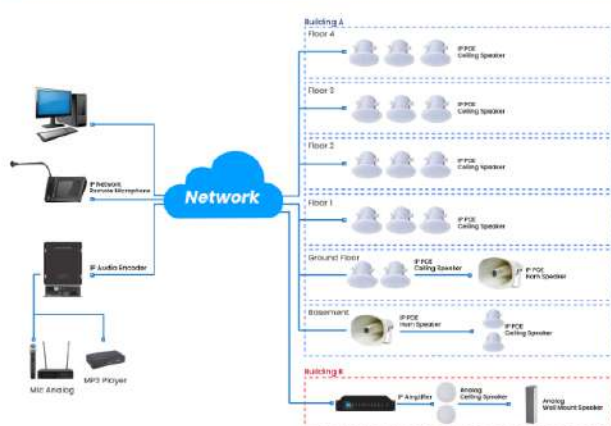 Building A
Floor 4
IP POE
Ceiling Speaker
Floor 3
IP POE
Ceiling Speaker
Floor 2
IP POE
Ceiling Speaker
Floor 1
IP POE
Ceiling Speaker
Ground Floor
IP POE
Ceiling Speaker
IP POE
Horn Speaker
Basement
IP POE
Horn Speaker
IP POE
Ceiling Speaker
Building B
IP Amplifier
Analog
Ceiling Speaker
Analog
Wall Mount Speaker
Network
IP Network
Remote Microphone
IP Audio Encoder
Mic Analog
MP3 Player